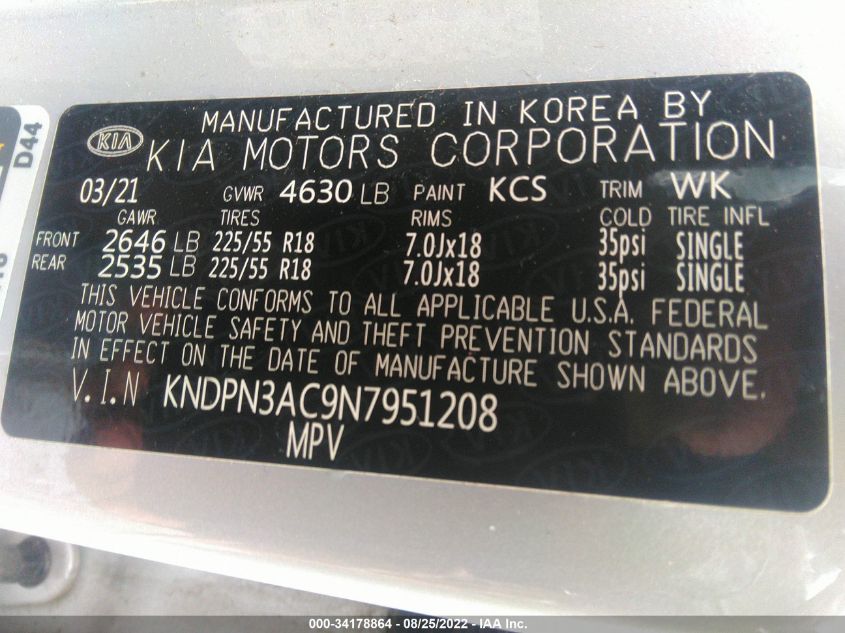 MANUFACTURED IN KOREA BY
KIA KIA MOTORS CORPORATION
03/21 GVWR 4630 LB PAINT KCS TRIM WK
GAWR TIRES RIMS COLD TIRE INFL
FRONT 2646 LB 225/55 R18 7.0Jx18 35psi SINGLE
REAR 2535 LB 225/55 R18 7.0Jx18 35psi SINGLE
THIS VEHICLE CONFORMS TO ALL APPLICABLE U.S.A. FEDERAL
MOTOR VEHICLE SAFETY AND THEFT PREVENTION STANDARDS
IN EFFECT ON THE DATE OF MANUFACTURE SHOWN ABOVE.
V.I.N KNDPN3AC9N7951208
MPV
D44
000-34178864 - 08/25/2022 - IAA Inc.